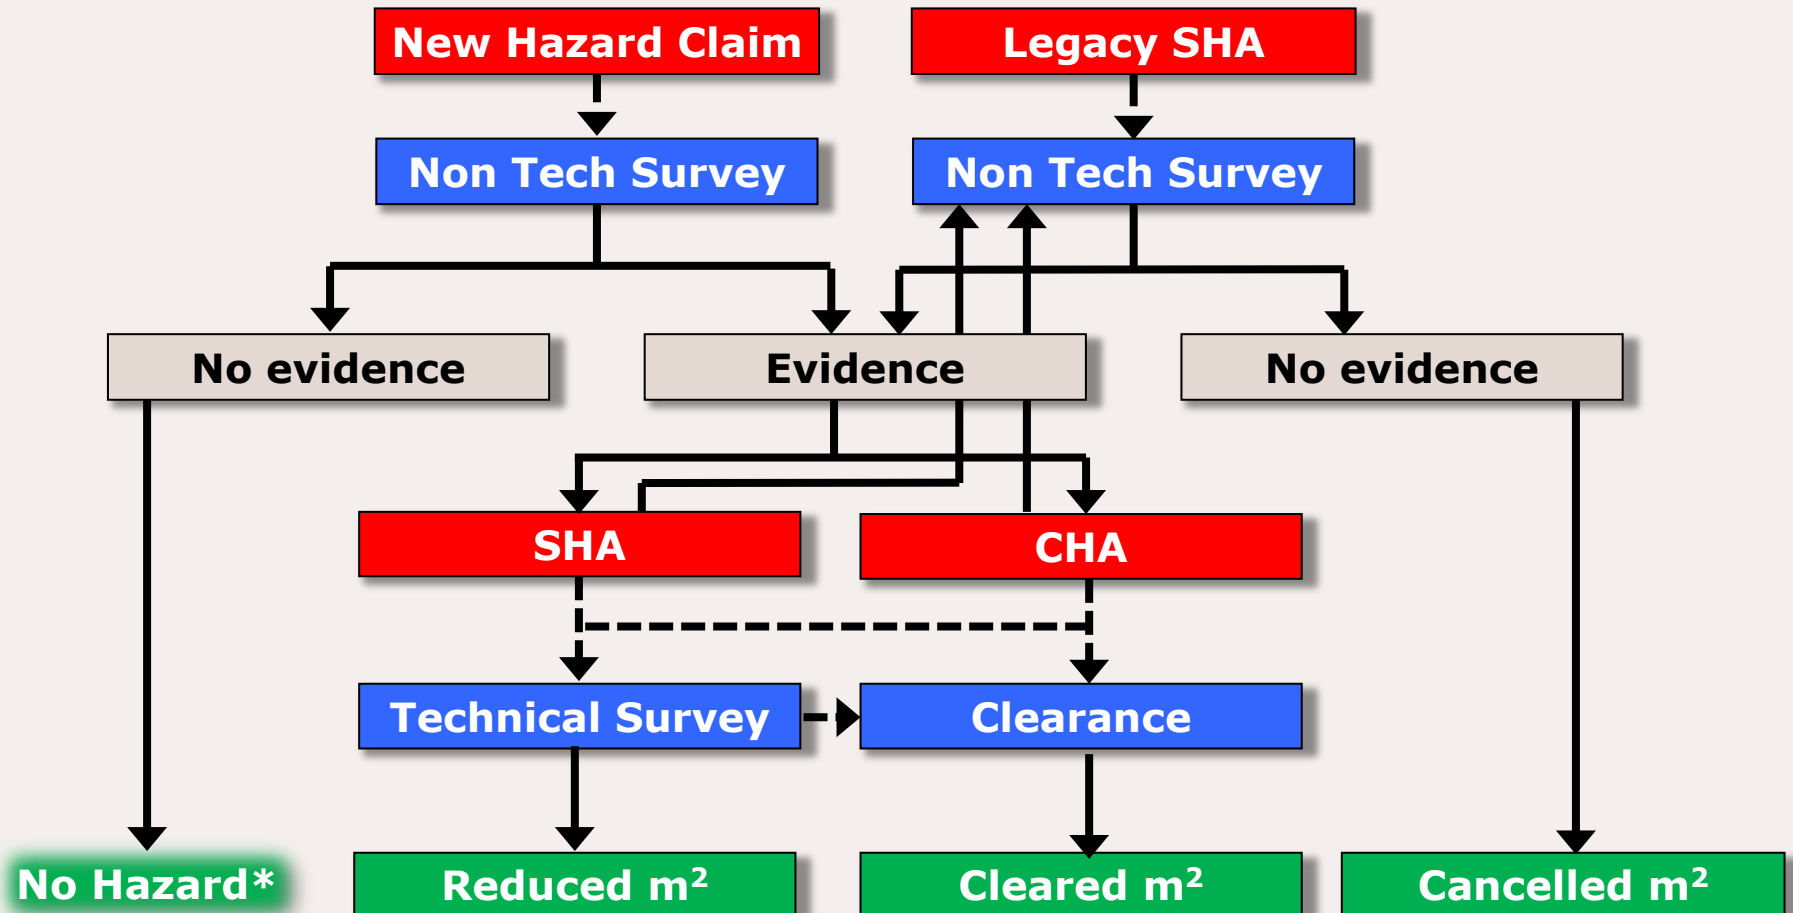 New Hazard Claim
Legacy SHA
Non Tech Survey
Non Tech Survey
No evidence
Evidence
No evidence
SHA
CHA
Technical Survey
Clearance
No Hazard*
Reduced m²
Cleared m²
Cancelled m²